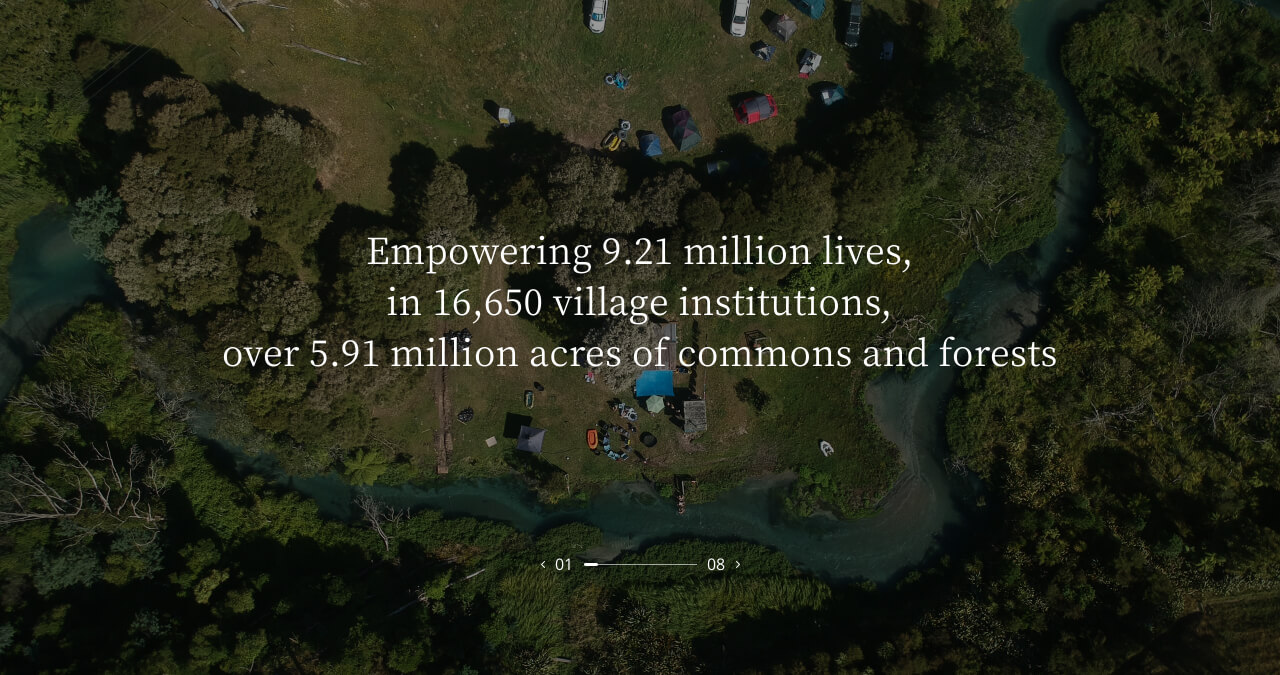 Empowering 9.21 million lives,
in 16,650 village institutions,
over 5.91 million acres of commons and forests
‹ 01 08 ›